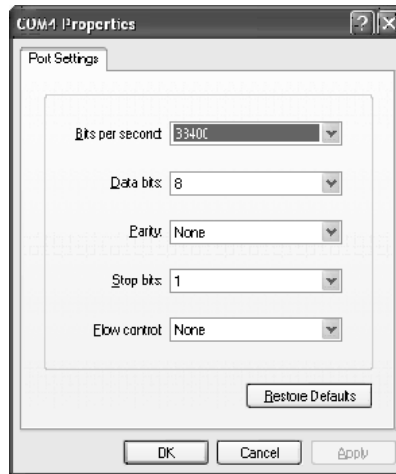 COM4 Properties
Port Settings
Bits per second: 38400
Data bits: 8
Parity: None
Stop bits: 1
Flow control: None
Restore Defaults
OK
Cancel
Apply